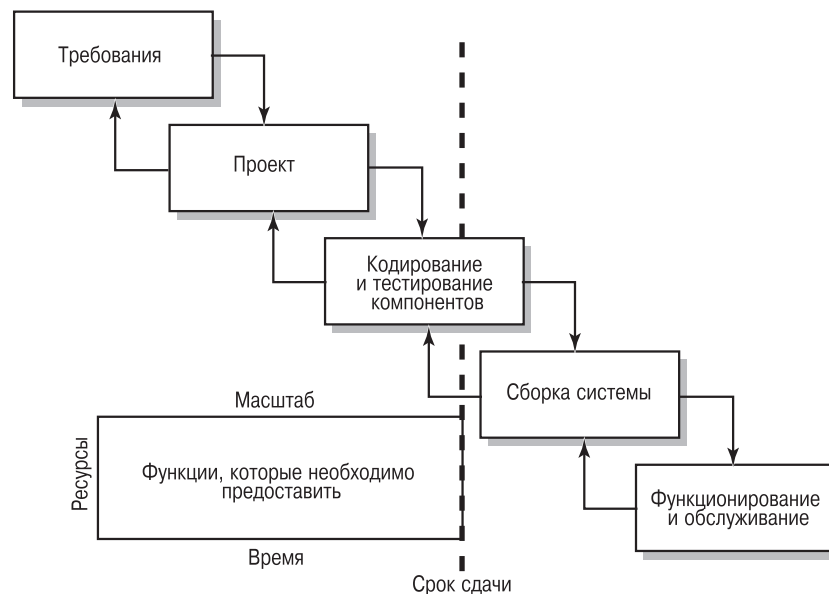 Требования
Проект
Кодирование
и тестирование
компонентов
Сборка системы
Масштаб
Ресурсы
Функции, которые необходимо
предоставить
Функционирование
и обслуживание
Время
Срок сдачи